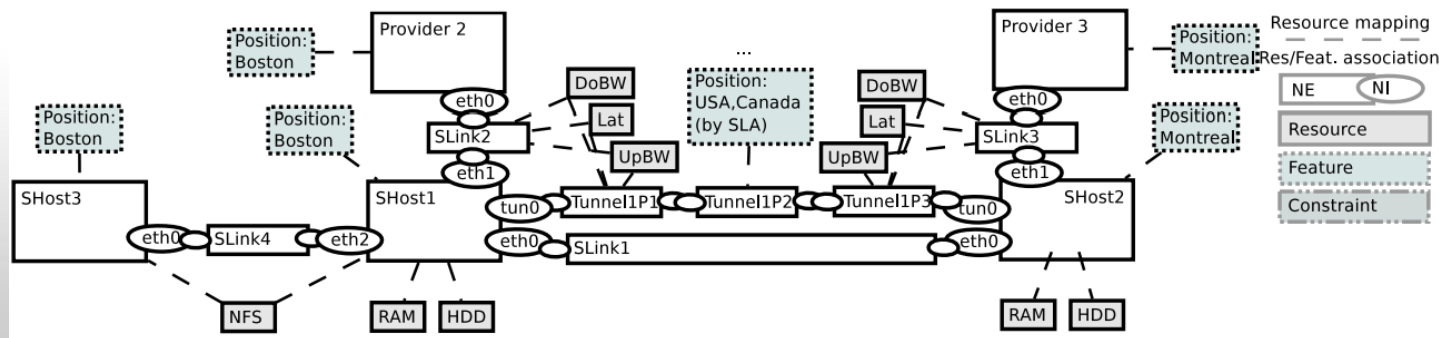 Position:
Boston
Provider 2
...
Provider 3
Position:
Montreal
Resource mapping
Res/Feat. association
NE
NI
Resource
Feature
Constraint
Position:
Boston
Position:
Boston
eth0
SLink2
eth1
DoBW
Lat
UpBW
Position:
USA,Canada
(by SLA)
DoBW
Lat
UpBW
eth0
SLink3
eth1
Position:
Montreal
SHost3
eth0
SLink4
eth2
SHost1
tun0
Tunnel1P1
Tunnel1P2
Tunnel1P3
tun0
SHost2
eth0
SLink1
eth0
NFS
RAM
HDD
RAM
HDD